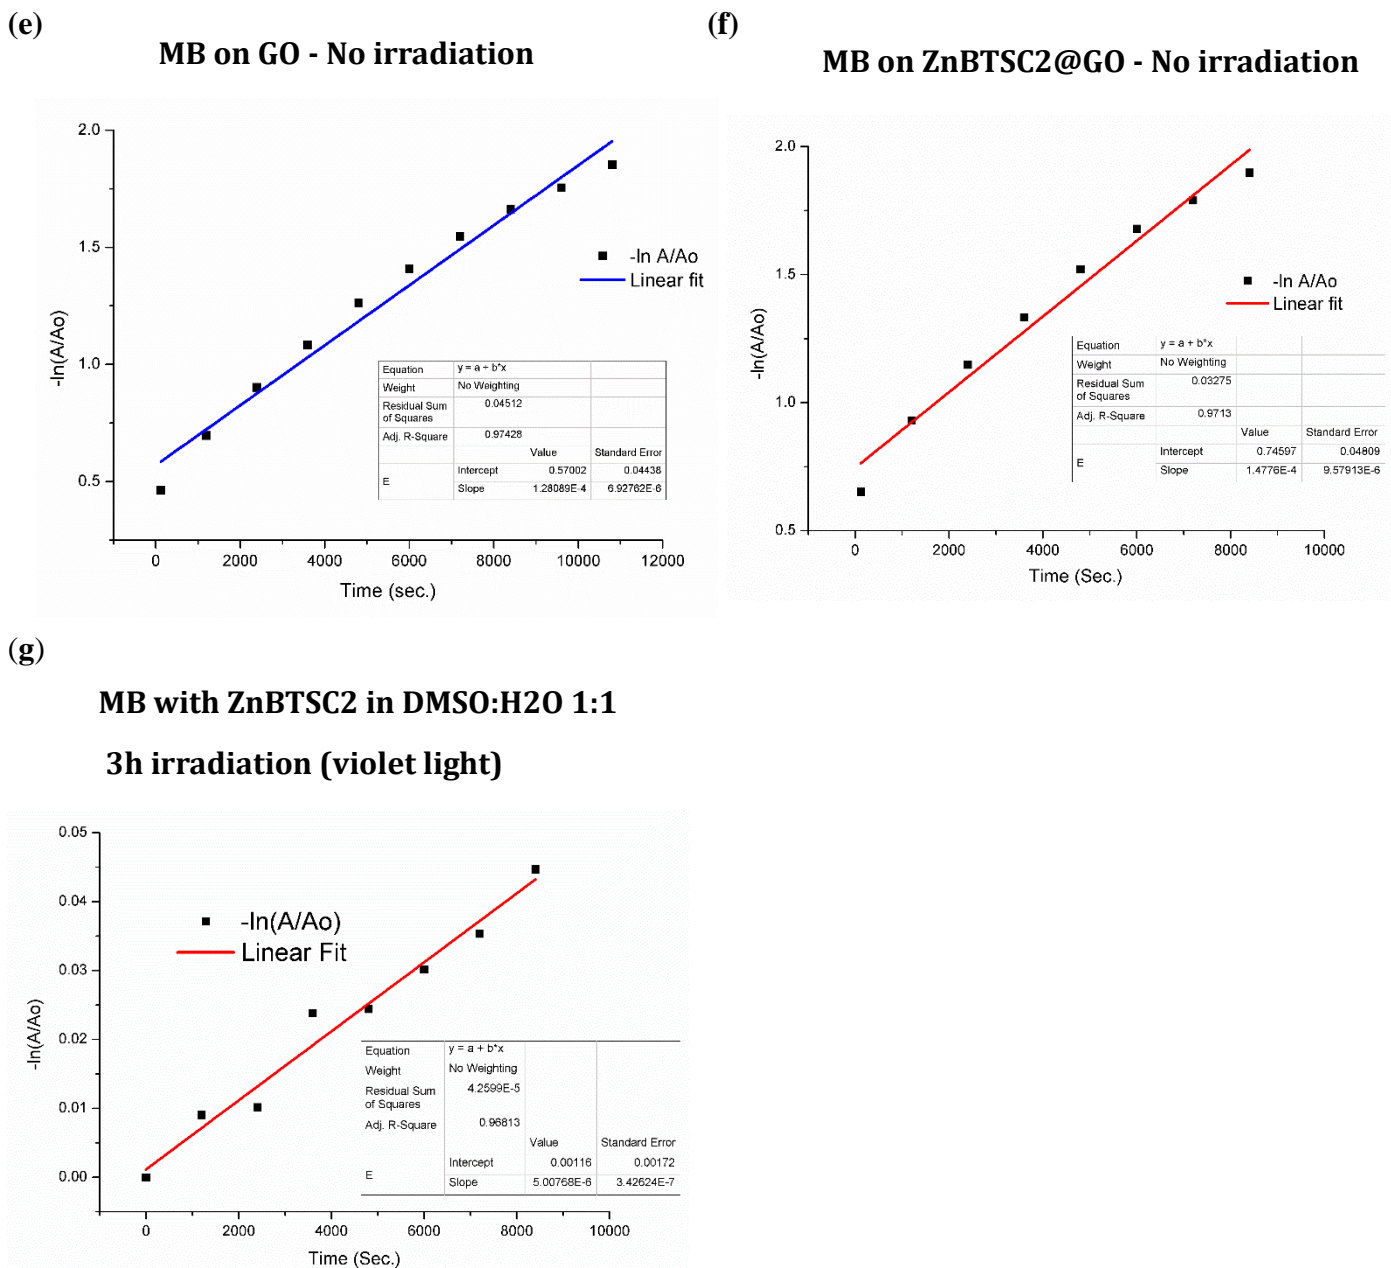 (e)
MB on GO - No irradiation
2.0
1.5
1.0
0.5
-ln(A/Ao)
-ln A/Ao
Linear fit
Equation y = a + b*x
Weight No Weighting
Residual Sum of Squares 0.04512
Adj. R-Square 0.97428
Value Standard Error
E Intercept 0.57002 0.04438
Slope 1.28089E-4 6.92762E-6
0 2000 4000 6000 8000 10000 12000
Time (sec.)
(f)
MB on ZnBTSC2@GO - No irradiation
2.0
1.5
1.0
0.5
-ln(A/Ao)
-ln A/Ao
Linear fit
Equation y = a + b*x
Weight No Weighting
Residual Sum of Squares 0.03275
Adj. R-Square 0.9713
Value Standard Error
E Intercept 0.74597 0.04809
Slope 1.4776E-4 9.57913E-6
0 2000 4000 6000 8000 10000
Time (Sec.)
(g)
MB with ZnBTSC2 in DMSO:H2O 1:1
3h irradiation (violet light)
0.05
0.04
0.03
0.02
0.01
0.00
-ln(A/Ao)
-ln(A/Ao)
Linear Fit
Equation y = a + b*x
Weight No Weighting
Residual Sum of Squares 4.2599E-5
Adj. R-Square 0.96813
Value Standard Error
E Intercept 0.00116 0.00172
Slope 5.00768E-6 3.42624E-7
0 2000 4000 6000 8000 10000
Time (Sec.)